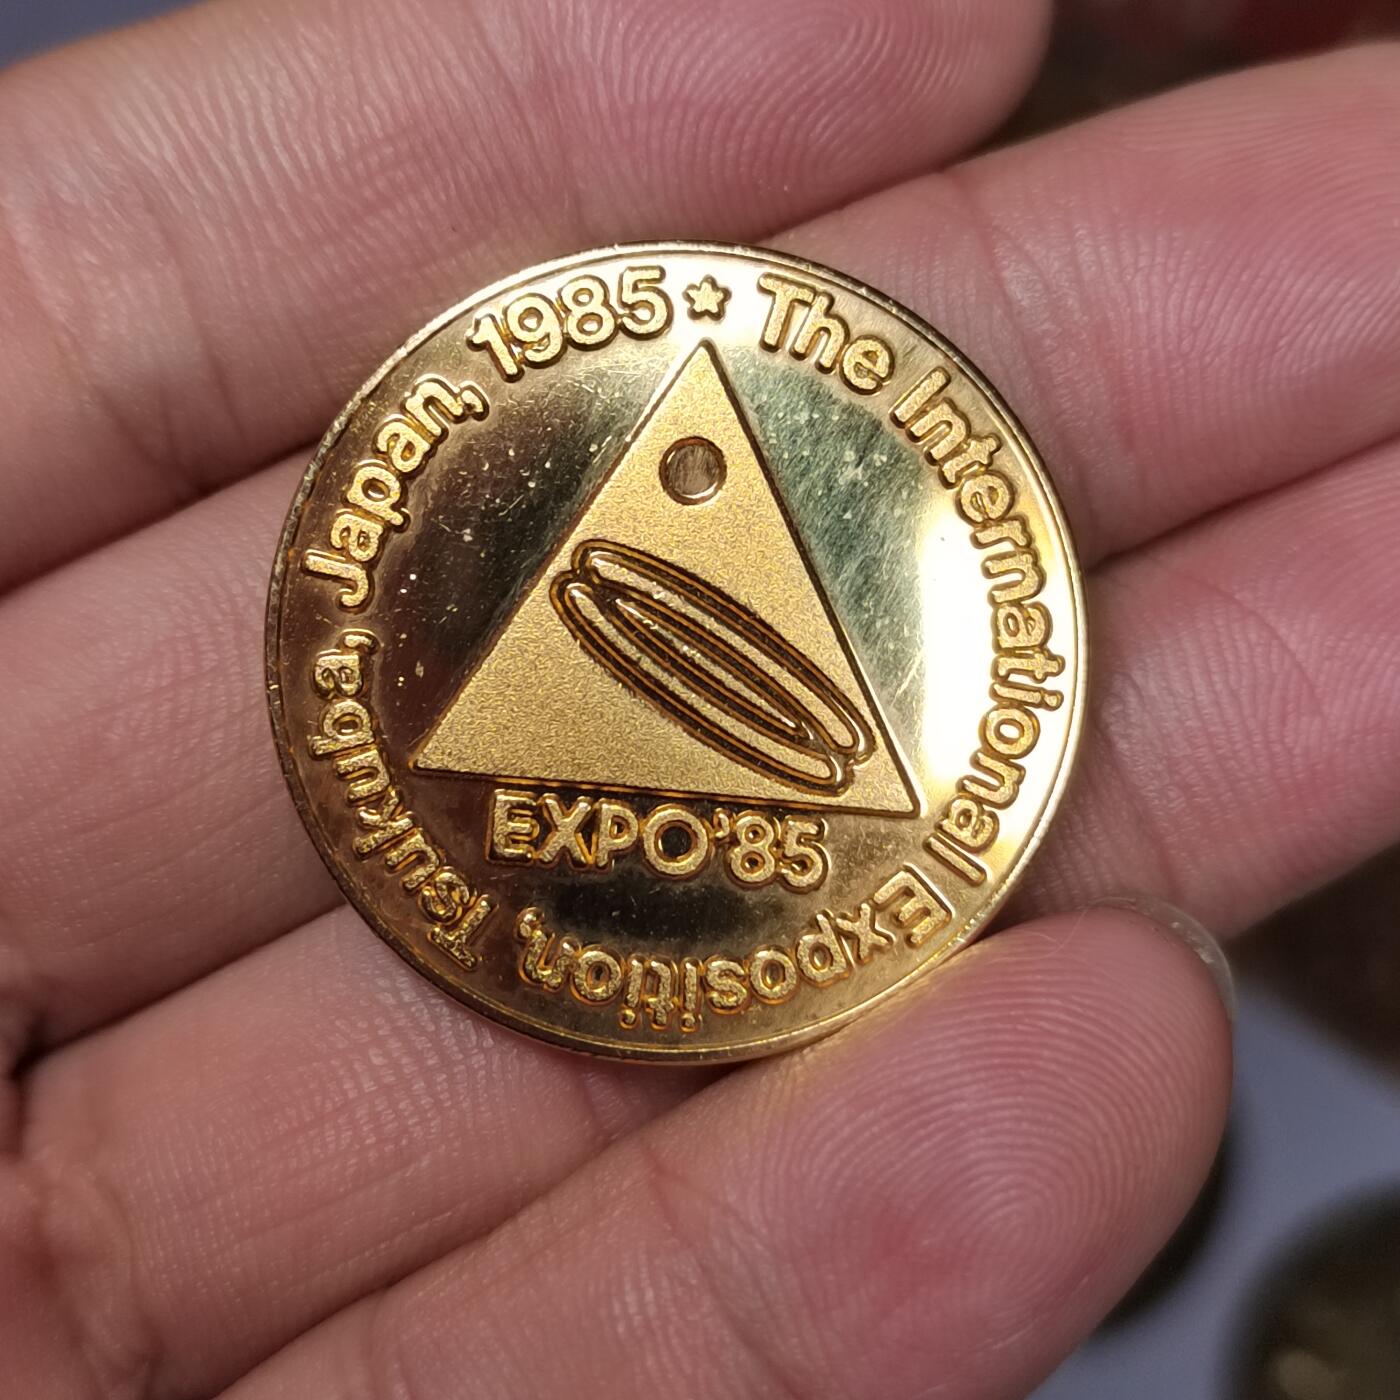 The International Exposition, Tsukuba, Japan, 1985
EXPO'85